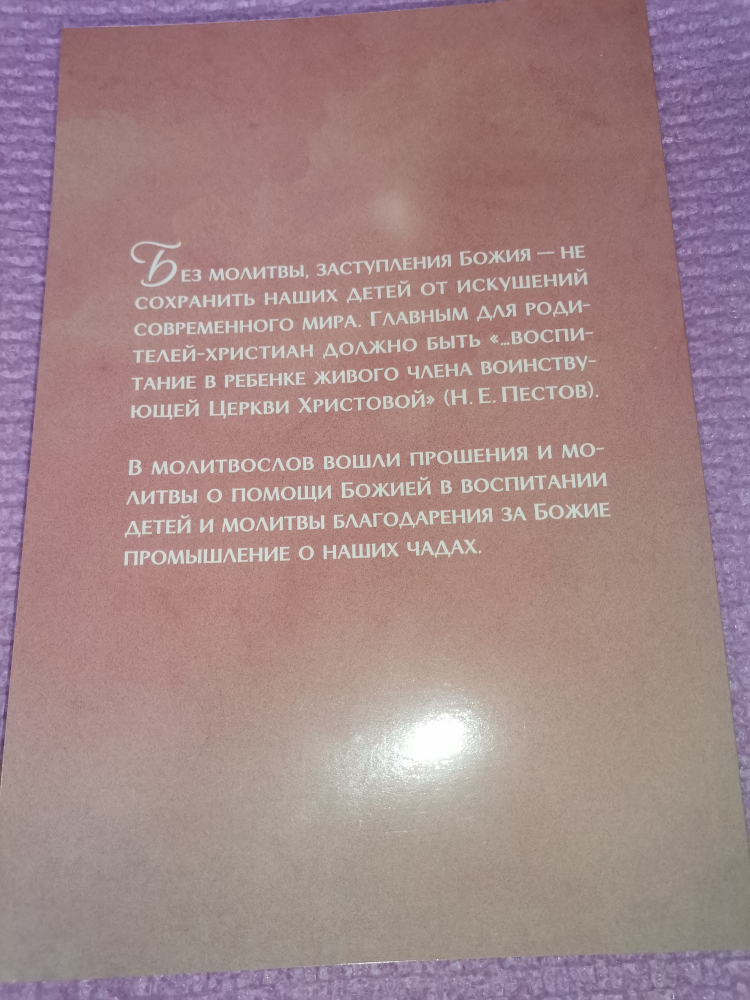 Без молитвы, заступления Божия — не
сохранить наших детей от искушений
современного мира. Главным для роди-
телей-христиан должно быть «...воспи-
тание в ребенке живого члена воинству-
ющей Церкви Христовой» (Н. Е. Пестов).
В молитвослов вошли прошения и мо-
литвы о помощи Божией в воспитании
детей и молитвы благодарения за Божие
промышление о наших чадах.